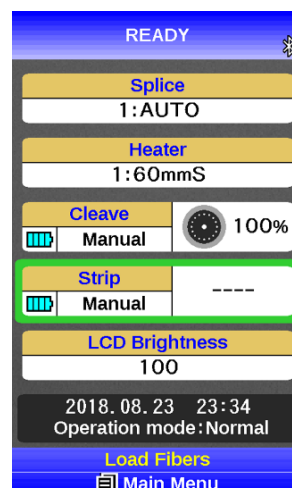 READY
Splice
1:AUTO
Heater
1:60mmS
Cleave
Manual
100%
Strip
Manual
----
LCD Brightness
100
2018.08.23 23:34
Operation mode:Normal
Load Fibers
Main Menu